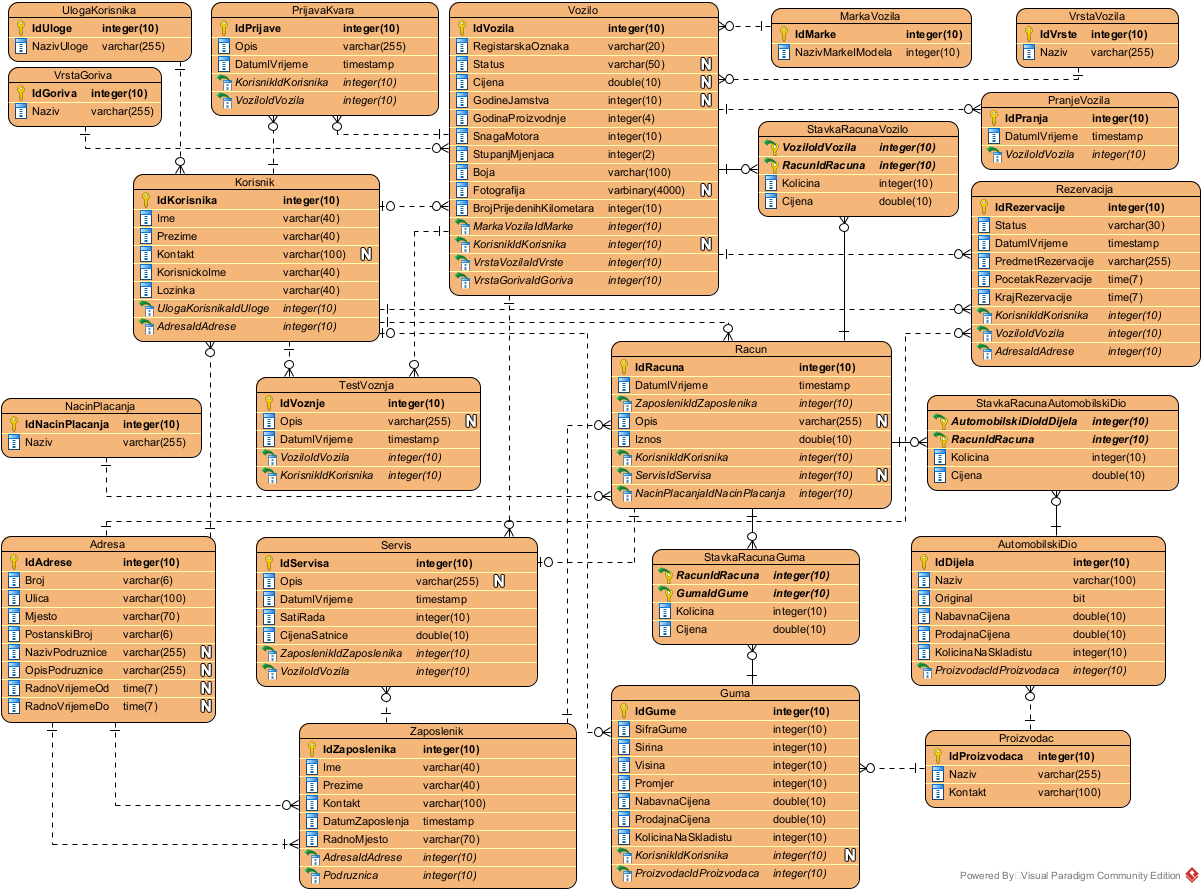 UlogaKorisnika
IdUloge integer(10)
NazivUloge varchar(255)
VrstaGoriva
IdGoriva integer(10)
Naziv varchar(255)
PrijavaKvara
IdPrijave integer(10)
Opis varchar(255)
DatumIVrijeme timestamp
KorisnikIdKorisnika integer(10)
VoziloIdVozila integer(10)
Vozilo
IdVozila integer(10)
RegistarskaOznaka varchar(20)
Status varchar(50) N
Cijena double(10) N
GodineJamstva integer(10) N
GodinaProizvodnje integer(4)
SnagaMotora integer(10)
StupanjMjenjaca integer(2)
Boja varchar(100)
Fotografija varbinary(4000) N
BrojPrijedenihKilometara integer(10)
MarkaVozilaIdMarke integer(10)
KorisnikIdKorisnika integer(10) N
VrstaVozilaIdVrste integer(10)
VrstaGorivaIdGoriva integer(10)
MarkaVozila
IdMarke integer(10)
NazivMarkeIModela integer(10)
VrstaVozila
IdVrste integer(10)
Naziv varchar(255)
PranjeVozila
IdPranja integer(10)
DatumIVrijeme timestamp
VoziloIdVozila integer(10)
StavkaRacunaVozilo
VoziloIdVozila integer(10)
RacunIdRacuna integer(10)
Kolicina integer(10)
Cijena double(10)
Rezervacija
IdRezervacije integer(10)
Status varchar(30)
DatumIVrijeme timestamp
PredmetRezervacije varchar(255)
PocetakRezervacije time(7)
KrajRezervacije time(7)
KorisnikIdKorisnika integer(10)
VoziloIdVozila integer(10)
AdresaIdAdrese integer(10)
Korisnik
IdKorisnika integer(10)
Ime varchar(40)
Prezime varchar(40)
Kontakt varchar(100) N
KorisnickoIme varchar(40)
Lozinka varchar(40)
UlogaKorisnikaIdUloge integer(10)
AdresaIdAdrese integer(10)
Racun
IdRacuna integer(10)
DatumIVrijeme timestamp
ZaposlenikIdZaposlenika integer(10)
Opis varchar(255) N
Iznos double(10)
KorisnikIdKorisnika integer(10)
ServisIdServisa integer(10) N
NacinPlacanjaIdNacinPlacanja integer(10)
TestVoznja
IdVoznje integer(10)
Opis varchar(255) N
DatumIVrijeme timestamp
VoziloIdVozila integer(10)
KorisnikIdKorisnika integer(10)
NacinPlacanja
IdNacinPlacanja integer(10)
Naziv varchar(255)
StavkaRacunaAutomobilskiDio
AutomobilskiDioIdDijela integer(10)
RacunIdRacuna integer(10)
Kolicina integer(10)
Cijena double(10)
Adresa
IdAdrese integer(10)
Broj varchar(6)
Ulica varchar(100)
Mjesto varchar(70)
PostanskiBroj varchar(6)
NazivPodruznice varchar(255) N
OpisPodruznice varchar(255) N
RadnoVrijemeOd time(7) N
RadnoVrijemeDo time(7) N
Servis
IdServisa integer(10)
Opis varchar(255) N
DatumIVrijeme timestamp
SatiRada integer(10)
CijenaSatnice double(10)
ZaposlenikIdZaposlenika integer(10)
VoziloIdVozila integer(10)
StavkaRacunaGuma
RacunIdRacuna integer(10)
GumaIdGume integer(10)
Kolicina integer(10)
Cijena double(10)
AutomobilskiDio
IdDijela integer(10)
Naziv varchar(100)
Original bit
NabavnaCijena double(10)
ProdajnaCijena double(10)
KolicinaNaSkladistu integer(10)
ProizvodacIdProizvodaca integer(10)
Zaposlenik
IdZaposlenika integer(10)
Ime varchar(40)
Prezime varchar(40)
Kontakt varchar(100)
DatumZaposlenja timestamp
RadnoMjesto varchar(70)
AdresaIdAdrese integer(10)
Podruznica integer(10)
Guma
IdGume integer(10)
SifraGume integer(10)
Sirina integer(10)
Visina integer(10)
Promjer integer(10)
NabavnaCijena double(10)
ProdajnaCijena double(10)
KolicinaNaSkladistu integer(10)
KorisnikIdKorisnika integer(10) N
ProizvodacIdProizvodaca integer(10)
Proizvodac
IdProizvodaca integer(10)
Naziv varchar(255)
Kontakt varchar(100)
Powered By Visual Paradigm Community Edition